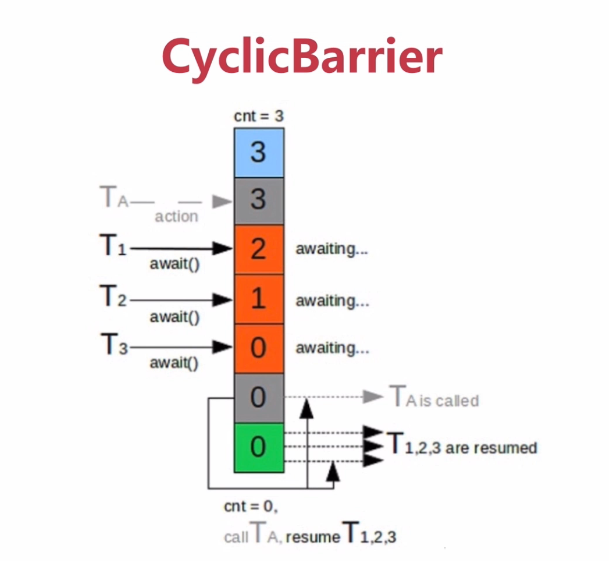 CyclicBarrier
cnt = 3
3
TA
action
3
T1
await()
2
awaiting...
T2
await()
1
awaiting...
T3
await()
0
awaiting...
0
TA is called
0
T1,2,3 are resumed
cnt = 0,
call TA, resume T1,2,3